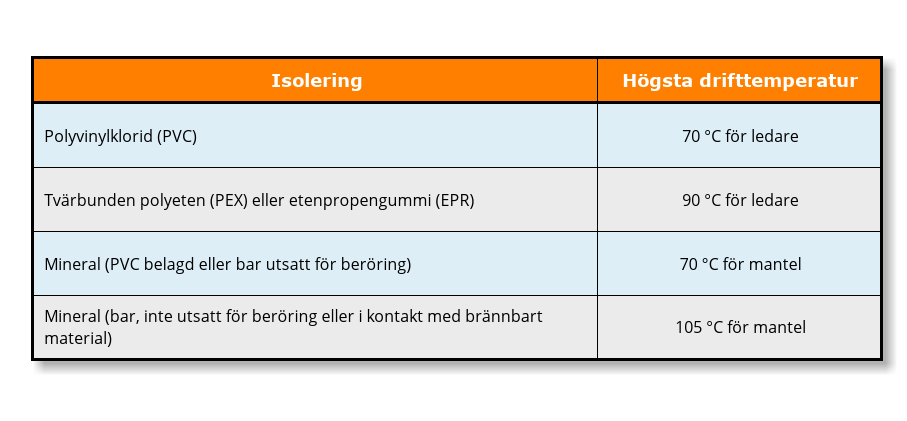 Isolering
Högsta drifttemperatur
Polyvinylklorid (PVC)
70 °C för ledare
Tvärbunden polyeten (PEX) eller etenpropengummi (EPR)
90 °C för ledare
Mineral (PVC belagd eller bar utsatt för beröring)
70 °C för mantel
Mineral (bar, inte utsatt för beröring eller i kontakt med brännbart
material)
105 °C för mantel